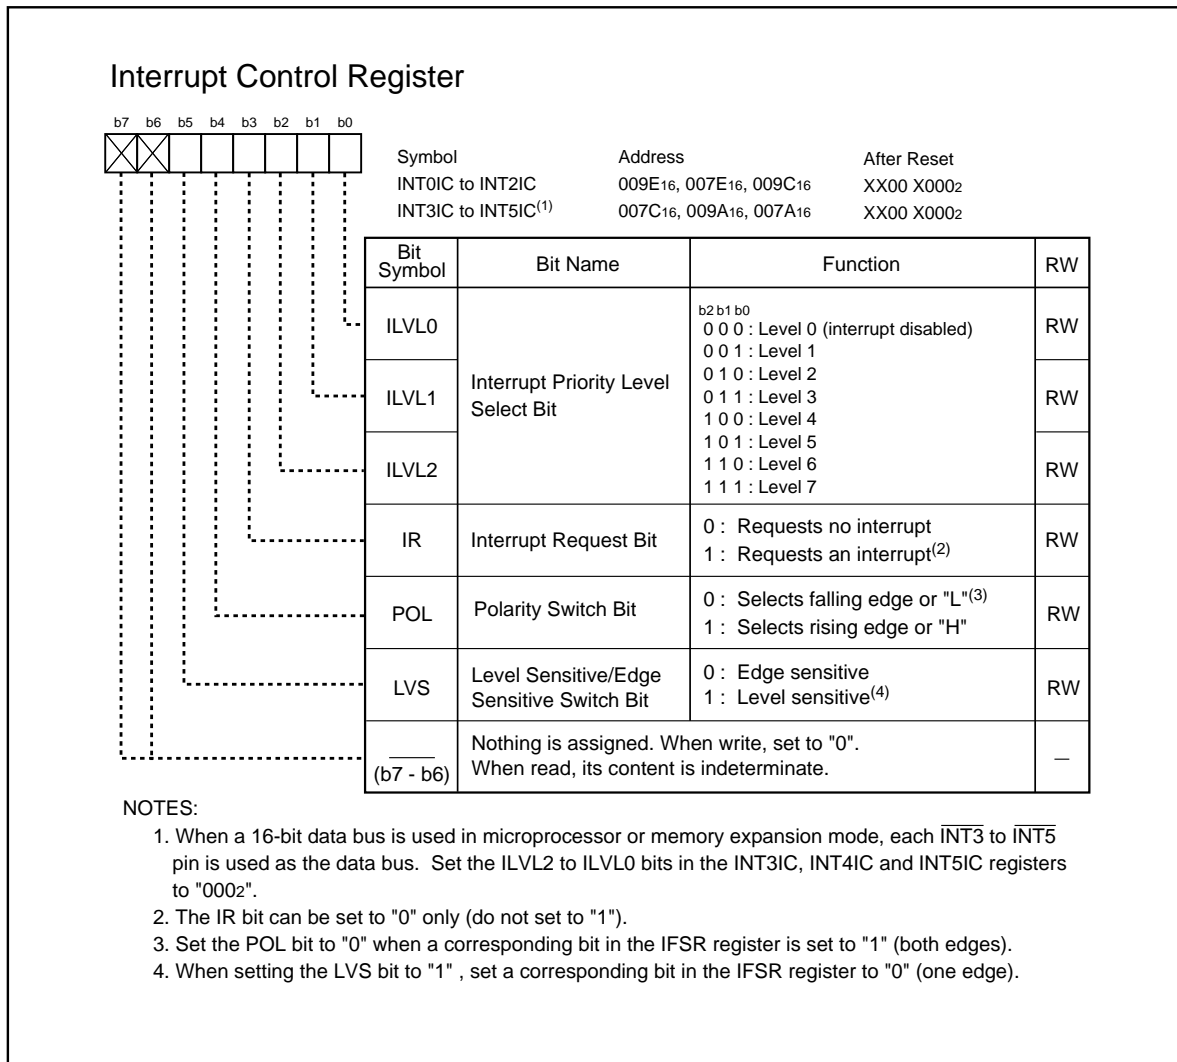 Interrupt Control Register
b7 b6 b5 b4 b3 b2 b1 b0
Symbol Address After Reset
INT0IC to INT2IC 009E16, 007E16, 009C16 XX00 X0002
INT3IC to INT5IC(1) 007C16, 009A16, 007A16 XX00 X0002
Bit Symbol Bit Name Function RW
ILVL0 RW
ILVL1 RW
ILVL2 RW
Interrupt Priority Level
Select Bit
b2 b1 b0
0 0 0 : Level 0 (interrupt disabled)
0 0 1 : Level 1
0 1 0 : Level 2
0 1 1 : Level 3
1 0 0 : Level 4
1 0 1 : Level 5
1 1 0 : Level 6
1 1 1 : Level 7
IR Interrupt Request Bit RW
0 : Requests no interrupt
1 : Requests an interrupt(2)
POL Polarity Switch Bit RW
0 : Selects falling edge or "L"(3)
1 : Selects rising edge or "H"
LVS RW
Level Sensitive/Edge
Sensitive Switch Bit
0 : Edge sensitive
1 : Level sensitive(4)
(b7 - b6) —
Nothing is assigned. When write, set to "0".
When read, its content is indeterminate.
NOTES:
1. When a 16-bit data bus is used in microprocessor or memory expansion mode, each INT3 to INT5
pin is used as the data bus. Set the ILVL2 to ILVL0 bits in the INT3IC, INT4IC and INT5IC registers
to "0002".
2. The IR bit can be set to "0" only (do not set to "1").
3. Set the POL bit to "0" when a corresponding bit in the IFSR register is set to "1" (both edges).
4. When setting the LVS bit to "1" , set a corresponding bit in the IFSR register to "0" (one edge).